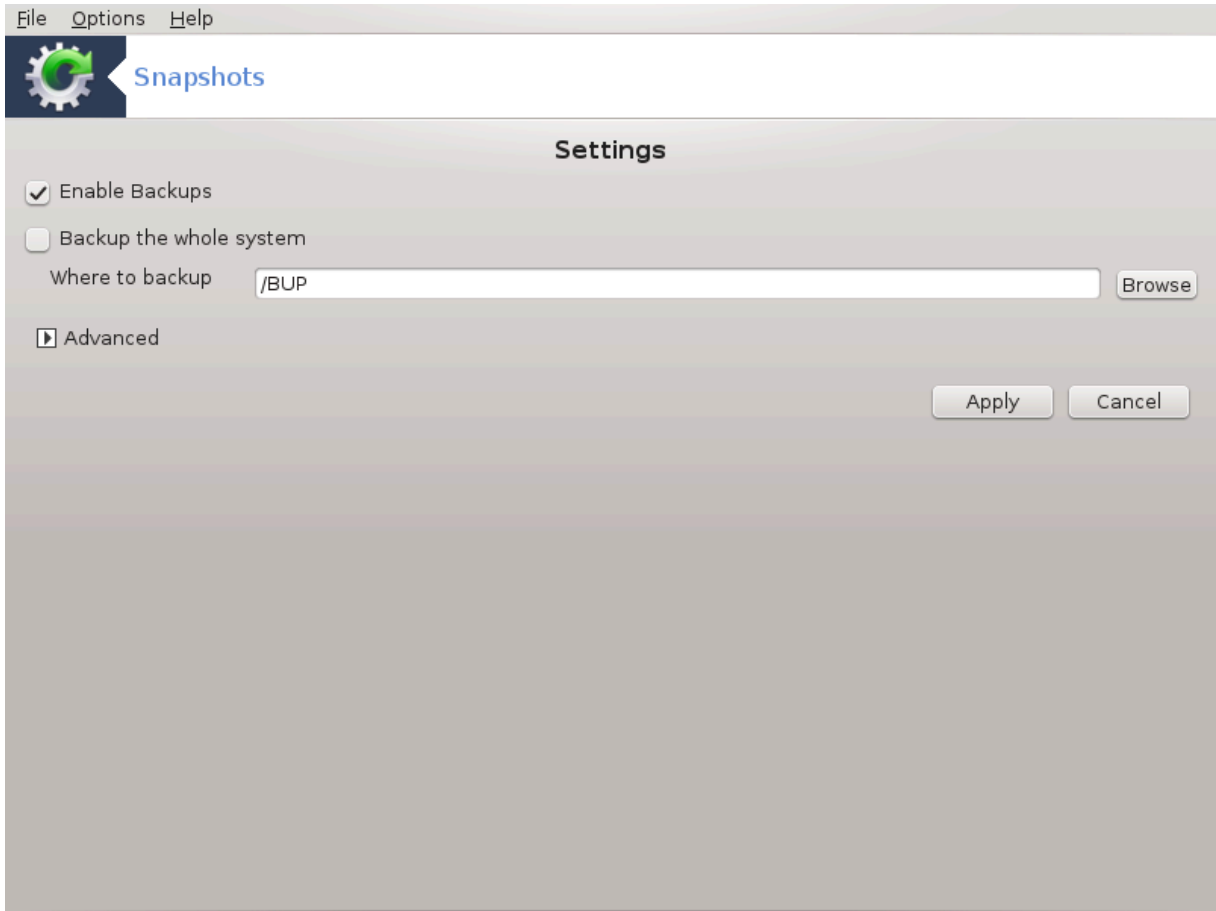 File Options Help
Snapshots
Settings
Enable Backups
Backup the whole system
Where to backup /BUP Browse
Advanced
Apply Cancel